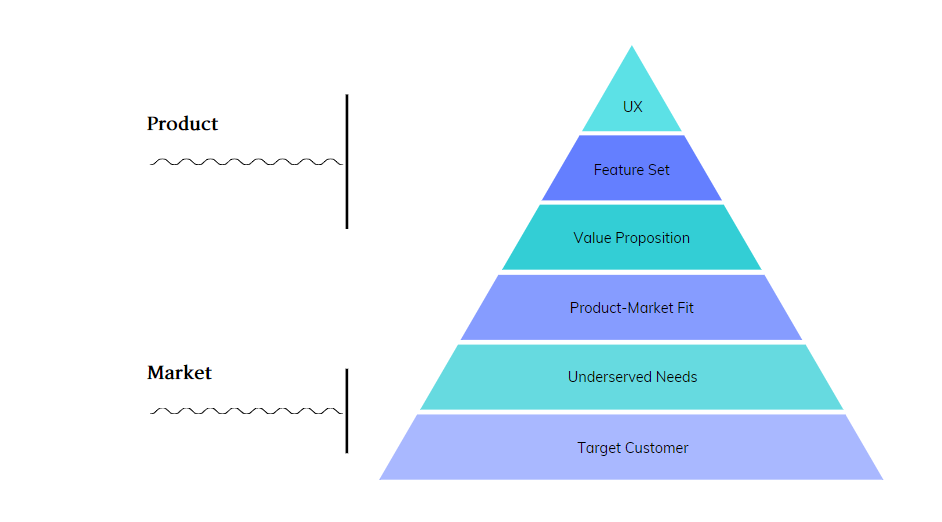 Product
Market
UX
Feature Set
Value Proposition
Product-Market Fit
Underserved Needs
Target Customer